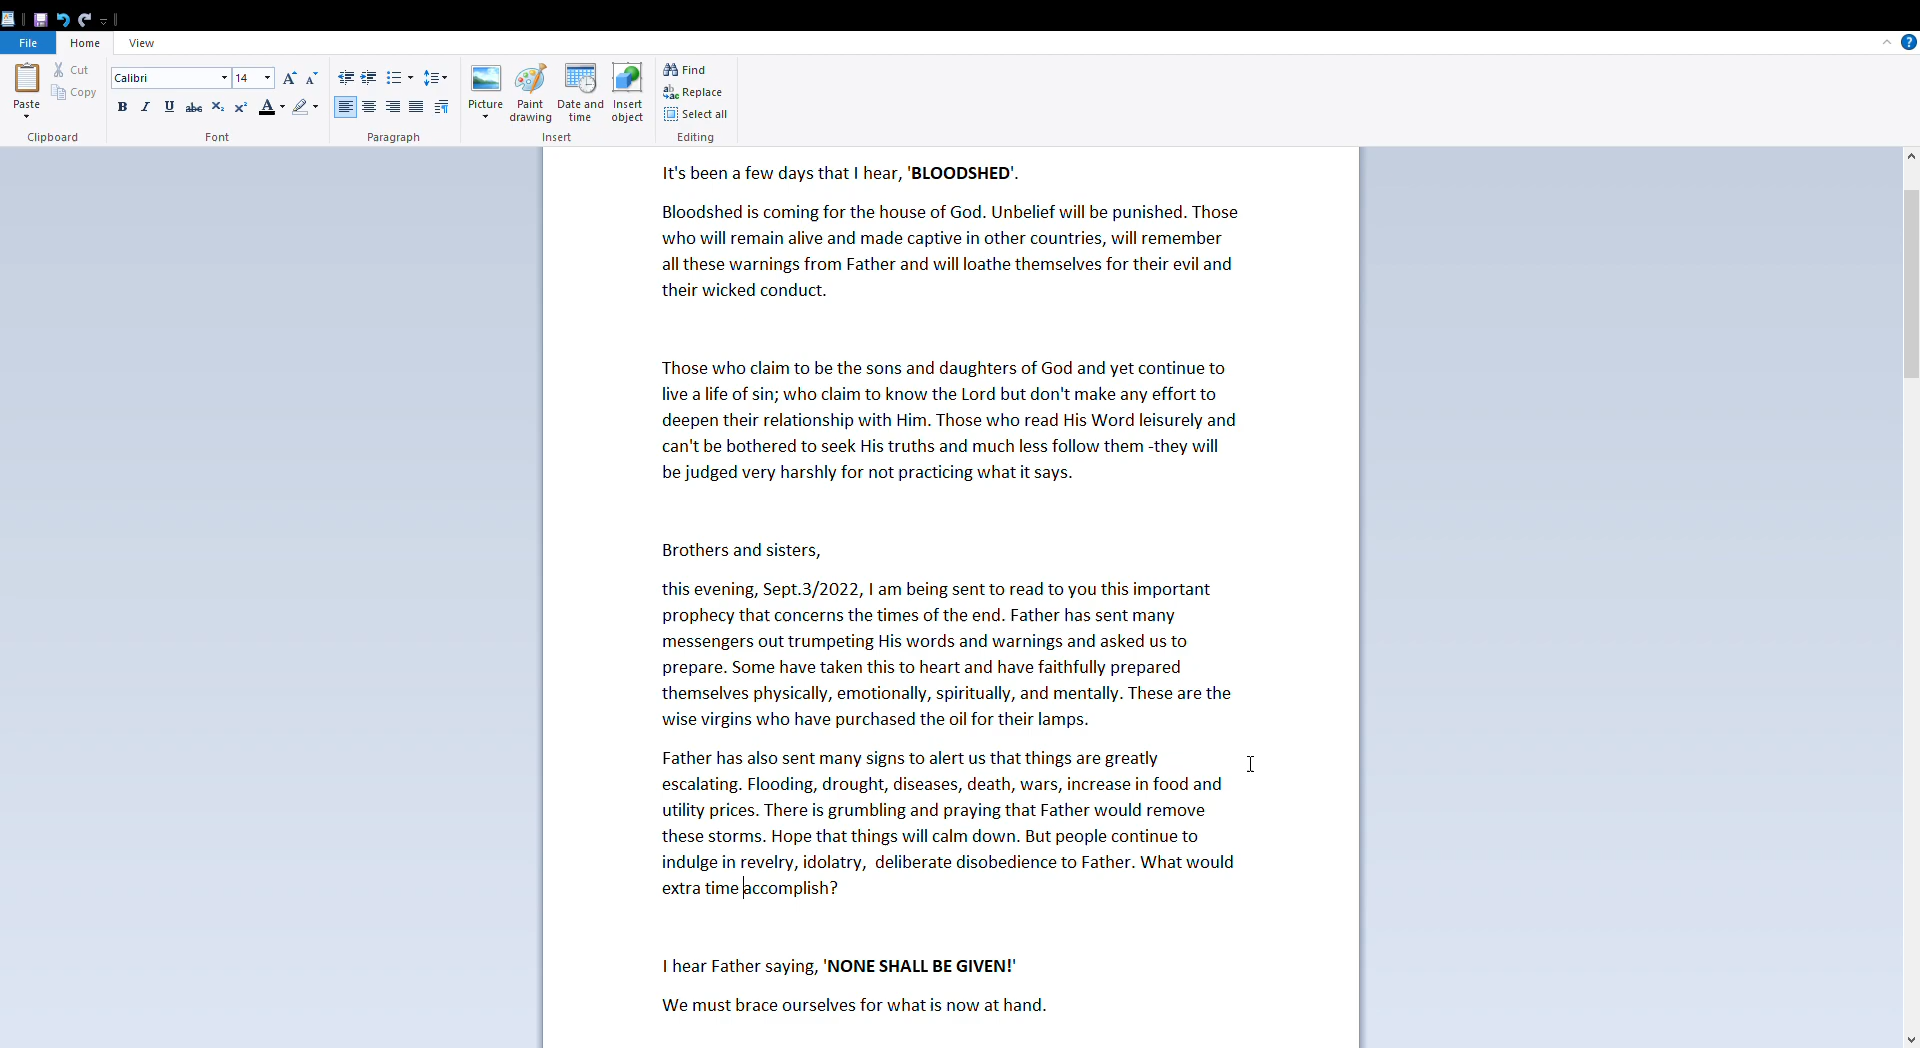 File Home View
Paste
Cut
Copy
Clipboard
Calibri 14
B I U abc X₂ X² A
Font
Paragraph
Picture
Paint drawing
Date and time
Insert object
Insert
Find
Replace
Select all
Editing
It's been a few days that I hear, 'BLOODSHED'.
Bloodshed is coming for the house of God. Unbelief will be punished. Those
who will remain alive and made captive in other countries, will remember
all these warnings from Father and will loathe themselves for their evil and
their wicked conduct.
Those who claim to be the sons and daughters of God and yet continue to
live a life of sin; who claim to know the Lord but don't make any effort to
deepen their relationship with Him. Those who read His Word leisurely and
can't be bothered to seek His truths and much less follow them -they will
be judged very harshly for not practicing what it says.
Brothers and sisters,
this evening, Sept.3/2022, I am being sent to read to you this important
prophecy that concerns the times of the end. Father has sent many
messengers out trumpeting His words and warnings and asked us to
prepare. Some have taken this to heart and have faithfully prepared
themselves physically, emotionally, spiritually, and mentally. These are the
wise virgins who have purchased the oil for their lamps.
Father has also sent many signs to alert us that things are greatly
escalating. Flooding, drought, diseases, death, wars, increase in food and
utility prices. There is grumbling and praying that Father would remove
these storms. Hope that things will calm down. But people continue to
indulge in revelry, idolatry,  deliberate disobedience to Father. What would
extra time accomplish?
I hear Father saying, 'NONE SHALL BE GIVEN!'
We must brace ourselves for what is now at hand.